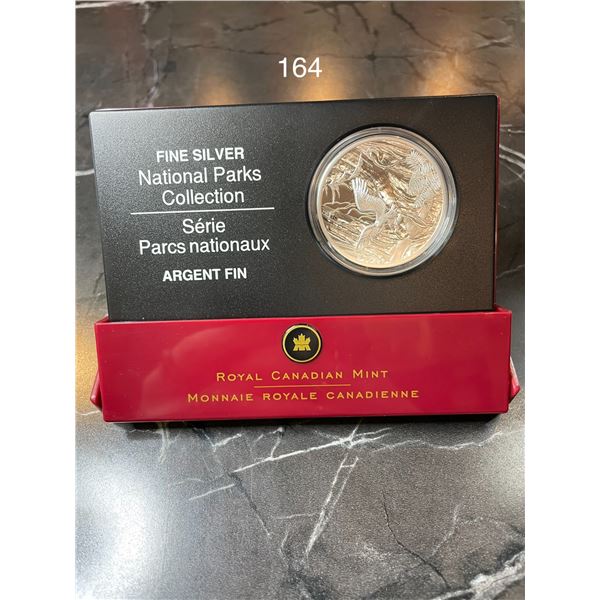 164
FINE SILVER
National Parks
Collection
Série
Parcs nationaux
ARGENT FIN
ROYAL CANADIAN MINT
MONNAIE ROYALE CANADIENNE